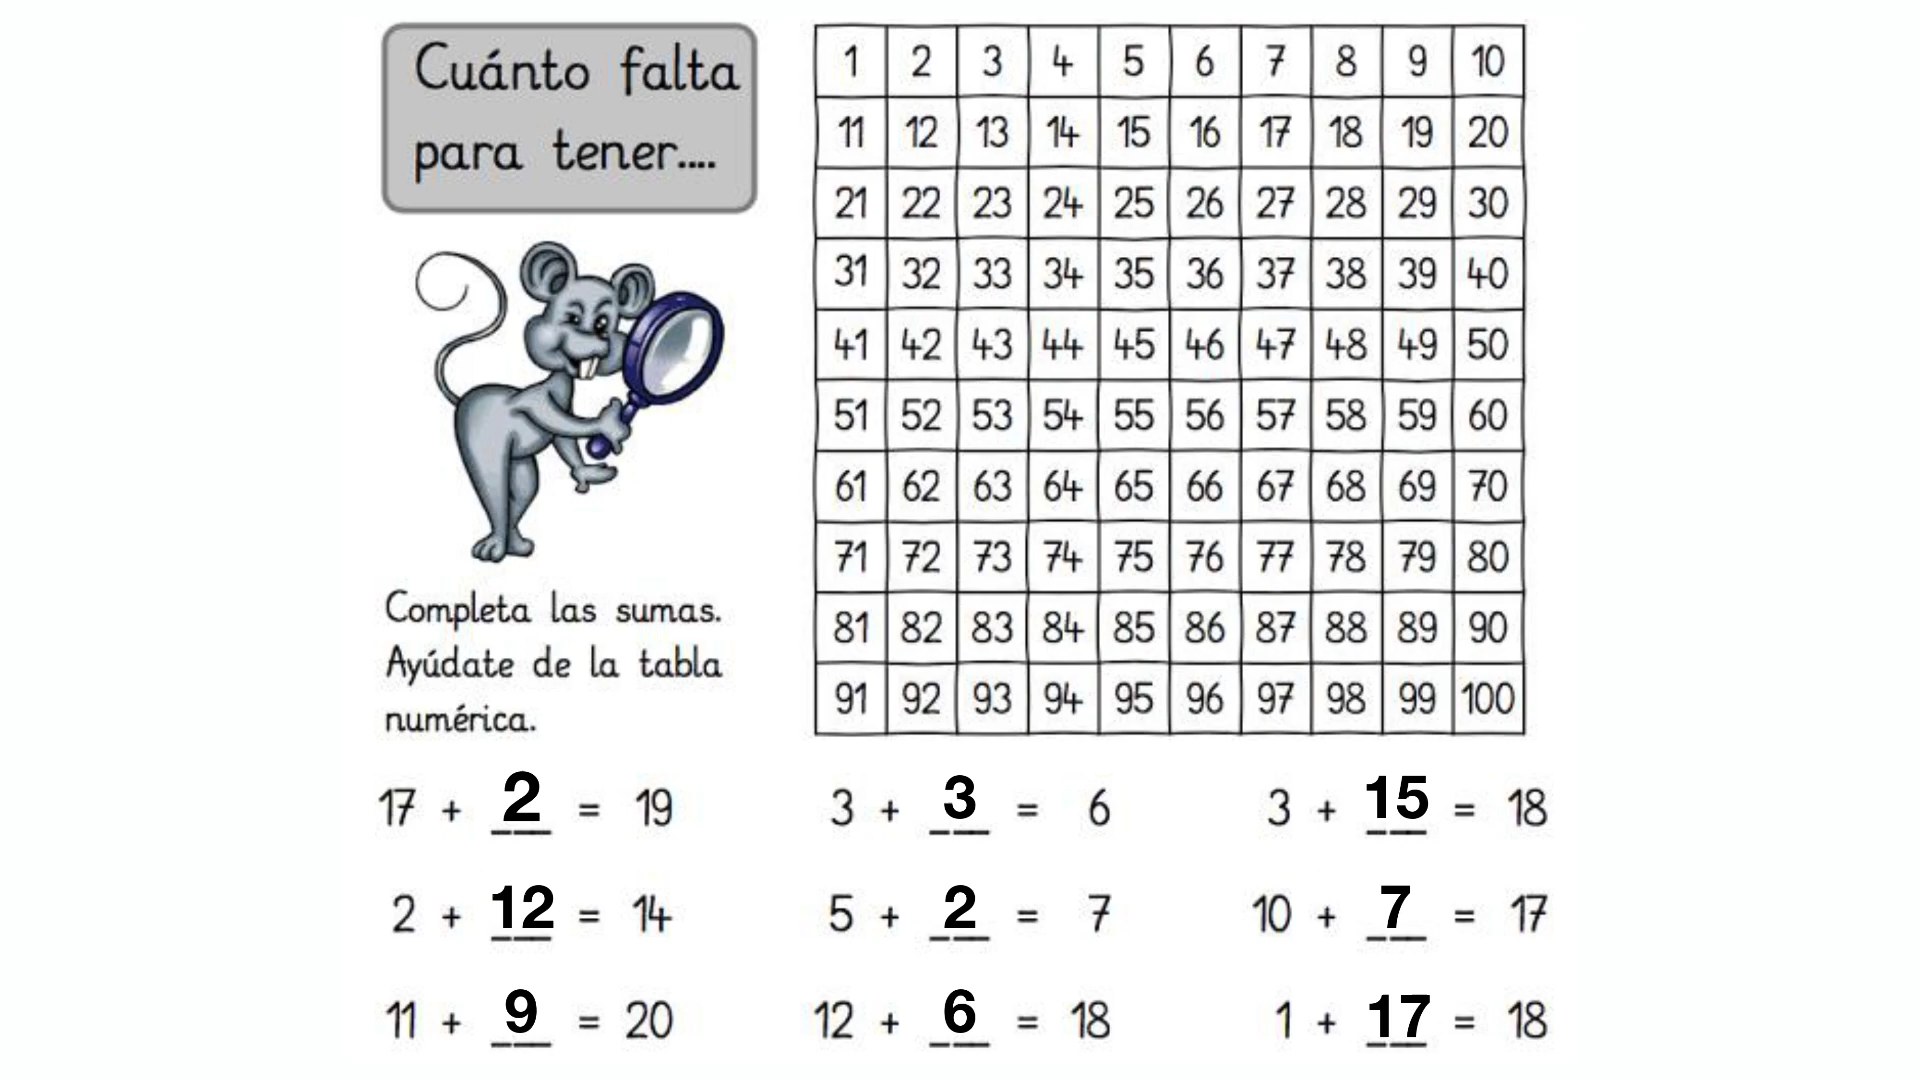 Cuánto falta
para tener....
1 2 3 4 5 6 7 8 9 10
11 12 13 14 15 16 17 18 19 20
21 22 23 24 25 26 27 28 29 30
31 32 33 34 35 36 37 38 39 40
41 42 43 44 45 46 47 48 49 50
51 52 53 54 55 56 57 58 59 60
61 62 63 64 65 66 67 68 69 70
71 72 73 74 75 76 77 78 79 80
81 82 83 84 85 86 87 88 89 90
91 92 93 94 95 96 97 98 99 100
Completa las sumas.
Ayúdate de la tabla
numérica.
17 + 2 = 19 3 + 3 = 6 3 + 15 = 18
2 + 12 = 14 5 + 2 = 7 10 + 7 = 17
11 + 9 = 20 12 + 6 = 18 1 + 17 = 18